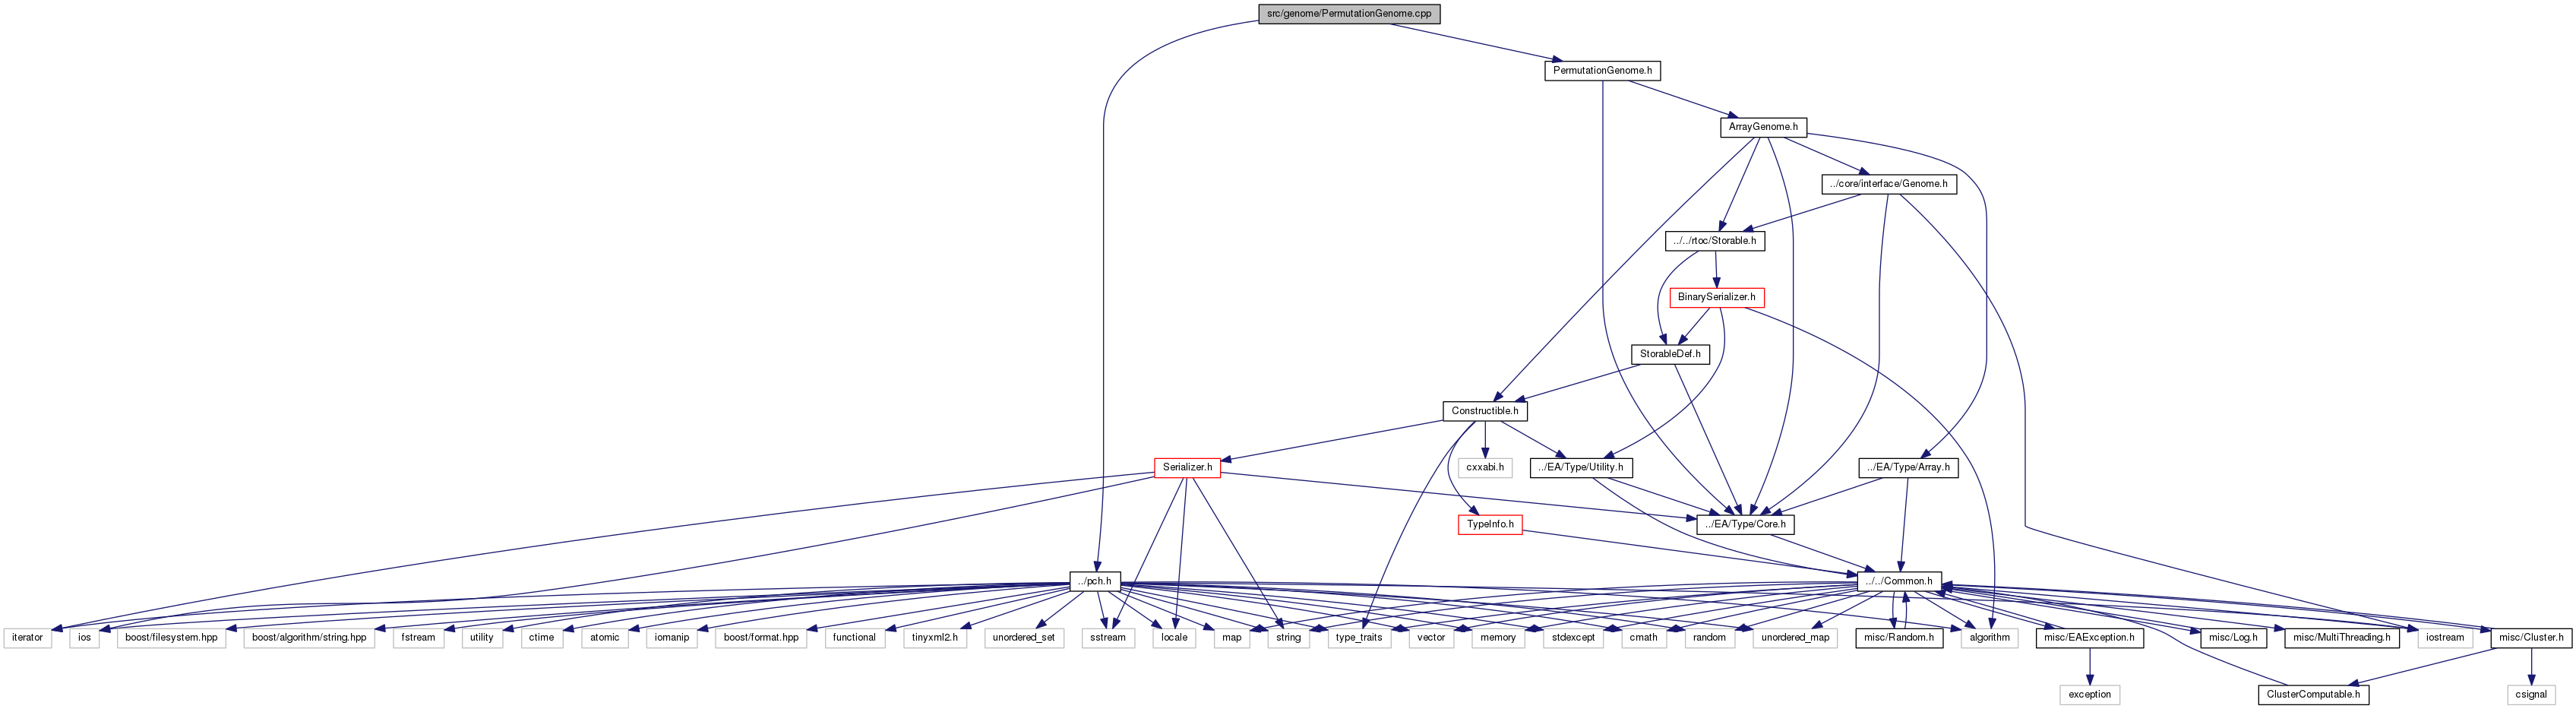 src/genome/PermutationGenome.cpp
PermutationGenome.h
ArrayGenome.h
../core/interface/Genome.h
../../rtoc/Storable.h
BinarySerializer.h
StorableDef.h
Constructible.h
Serializer.h
cxxabi.h
../EA/Type/Utility.h
../EA/Type/Array.h
TypeInfo.h
../EA/Type/Core.h
../pch.h
../../Common.h
iterator
ios
boost/filesystem.hpp
boost/algorithm/string.hpp
fstream
utility
ctime
atomic
iomanip
boost/format.hpp
functional
tinyxml2.h
unordered_set
sstream
locale
map
string
type_traits
vector
memory
stdexcept
cmath
random
unordered_map
misc/Random.h
algorithm
misc/EAException.h
misc/Log.h
misc/MultiThreading.h
iostream
misc/Cluster.h
exception
ClusterComputable.h
csignal